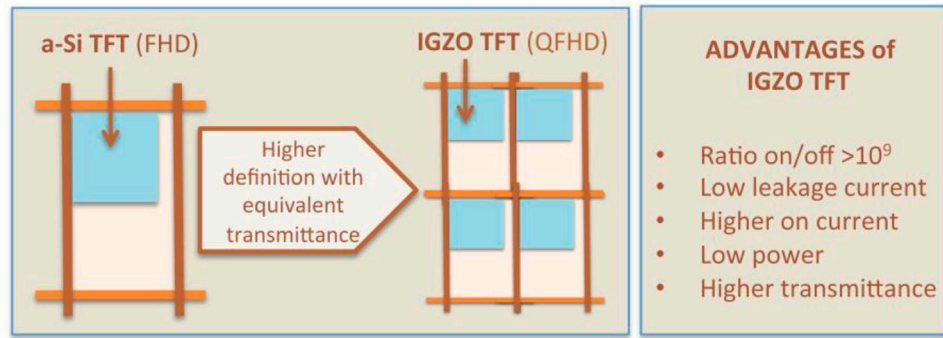 a-Si TFT (FHD)
IGZO TFT (QFHD)
Higher
definition with
equivalent
transmittance
ADVANTAGES of
IGZO TFT
• Ratio on/off >10⁹
• Low leakage current
• Higher on current
• Low power
• Higher transmittance